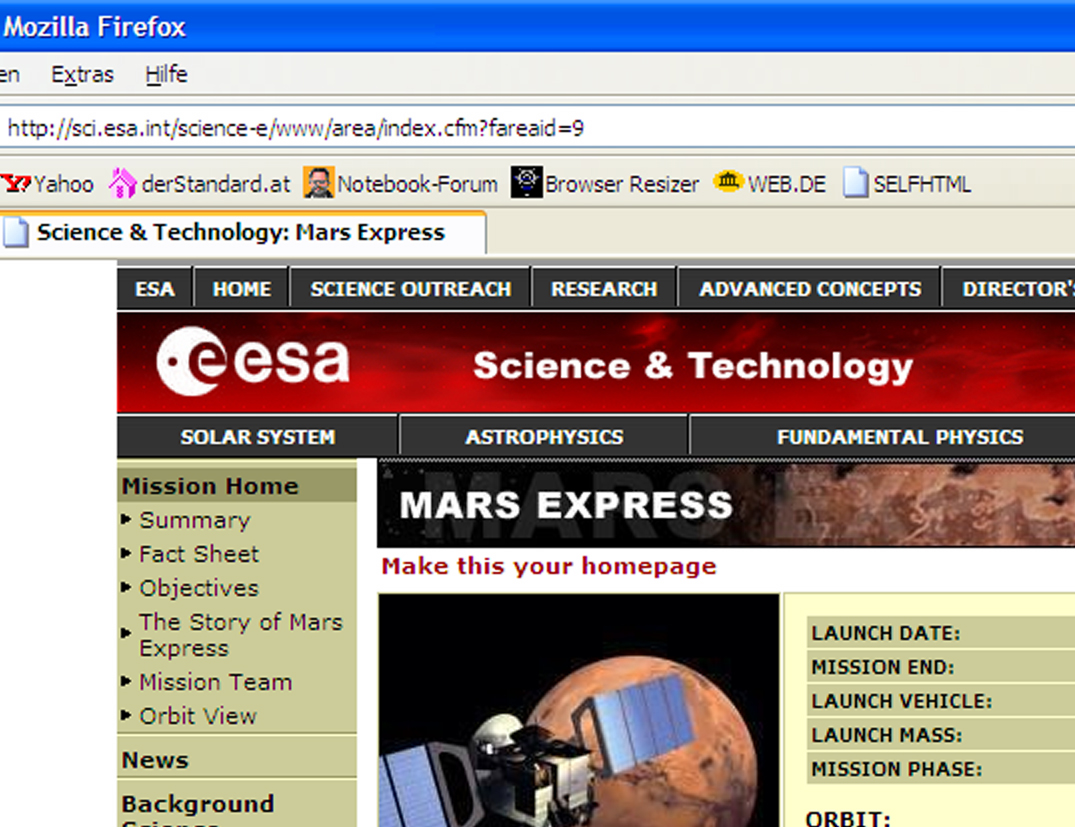 Mozilla Firefox
en Extras Hilfe
http://sci.esa.int/science-e/www/area/index.cfm?fareaid=9
Yahoo derStandard.at Notebook-Forum Browser Resizer WEB.DE SELFHTML
Science & Technology: Mars Express
ESA HOME SCIENCE OUTREACH RESEARCH ADVANCED CONCEPTS DIRECTOR'S
esa Science & Technology
SOLAR SYSTEM ASTROPHYSICS FUNDAMENTAL PHYSICS
MARS EXPRESS
Make this your homepage
Mission Home
Summary
Fact Sheet
Objectives
The Story of Mars
Express
Mission Team
Orbit View
News
Background
Science
LAUNCH DATE:
MISSION END:
LAUNCH VEHICLE:
LAUNCH MASS:
MISSION PHASE:
ORBIT: